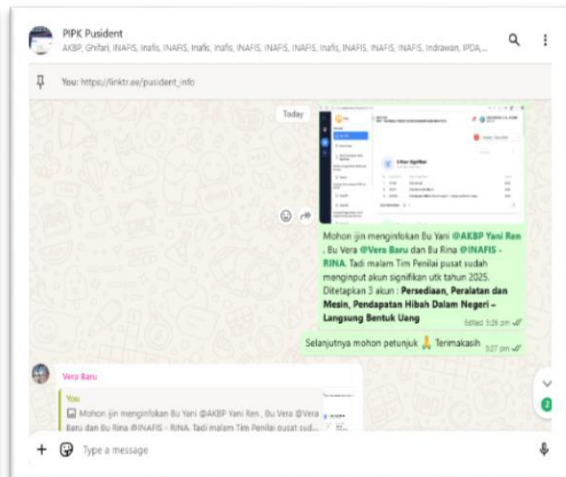 PIPK Pusident
AKBP, Ghifari, INAFIS, Inafis, INAFIS, Inafis, Inafis, INAFIS, INAFIS, INAFIS, Inafis, INAFIS, INAFIS, INAFIS, Indrawan, IPDA,...
You: https://linktr.ee/pusident_info
Today
Mohon ijin menginfokan Bu Yani @AKBP Yani Ren
, Bu Vera @Vera Baru dan Bu Rina @INAFIS -
RINA. Tadi malam Tim Penilai pusat sudah
menginput akun signifikan utk tahun 2025.
Ditetapkan 3 akun : Persediaan, Peralatan dan
Mesin, Pendapatan Hibah Dalam Negeri –
Langsung Bentuk Uang
Edited 5:26 pm
Selanjutnya mohon petunjuk 🙏 Terimakasih
5:27 pm
Vera Baru
You
Mohon ijin menginfokan Bu Yani @AKBP Yani Ren , Bu Vera @Vera
Baru dan Bu Rina @INAFIS - RINA. Tadi malam Tim Penilai pusat sud...
2
Type a message